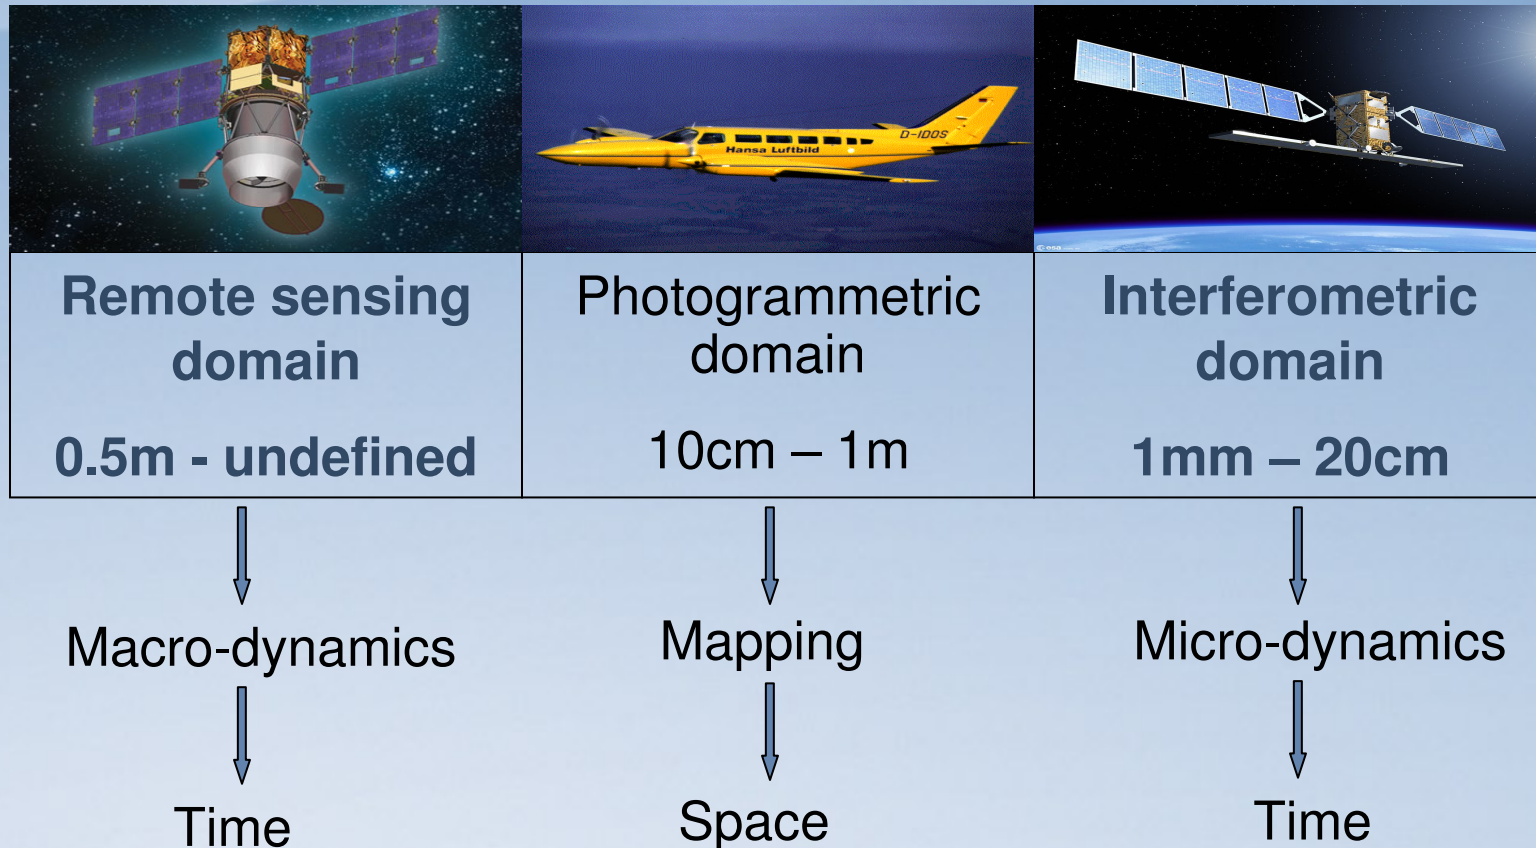 D-IDOS
Hansa Luftbild
© esa
Remote sensing
domain
0.5m - undefined
Photogrammetric
domain
10cm – 1m
Interferometric
domain
1mm – 20cm
Macro-dynamics
Mapping
Micro-dynamics
Time
Space
Time